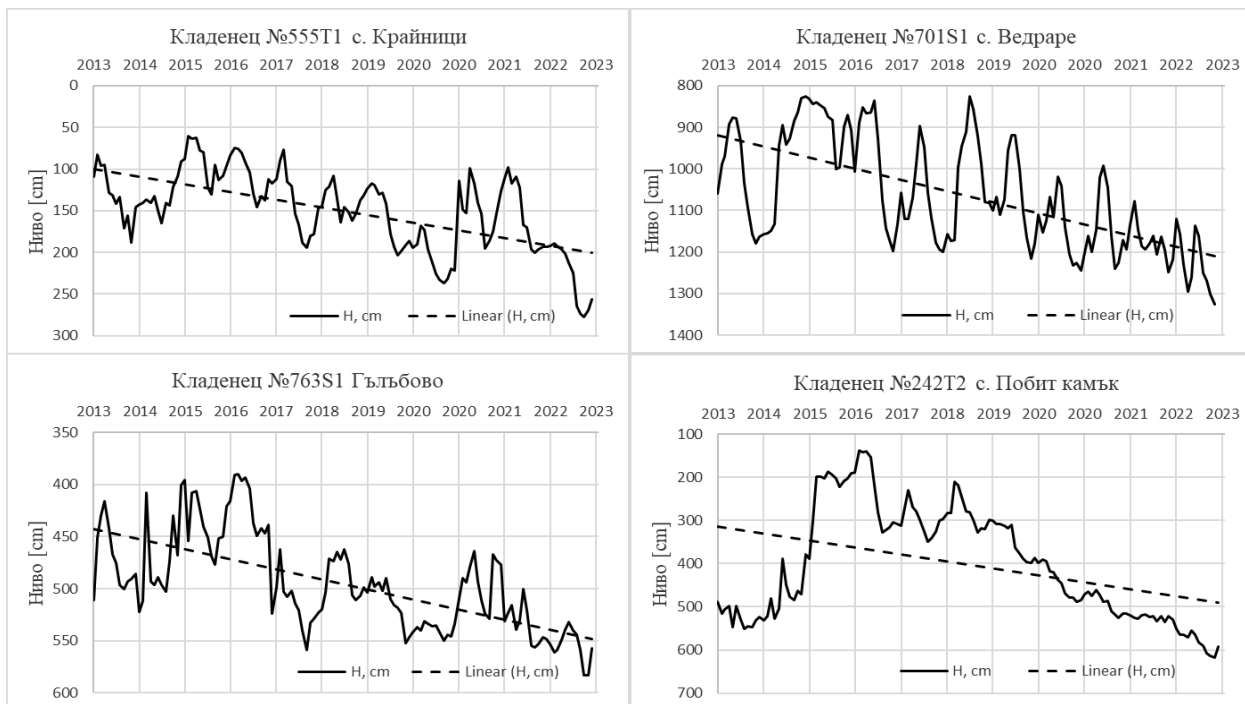 Кладенец №555T1 с. Крайници
2013 2014 2015 2016 2017 2018 2019 2020 2021 2022 2023
0
50
100
150
200
250
300
Ниво [cm]
H, cm Linear (H, cm)
Кладенец №701S1 с. Ведраре
2013 2014 2015 2016 2017 2018 2019 2020 2021 2022 2023
800
900
1000
1100
1200
1300
1400
Ниво [cm]
H, cm Linear (H, cm)
Кладенец №763S1 Гълъбово
2013 2014 2015 2016 2017 2018 2019 2020 2021 2022 2023
350
400
450
500
550
600
Ниво [cm]
H, cm Linear (H, cm)
Кладенец №242T2 с. Побит камък
2013 2014 2015 2016 2017 2018 2019 2020 2021 2022 2023
100
200
300
400
500
600
700
Ниво [cm]
H, cm Linear (H, cm)